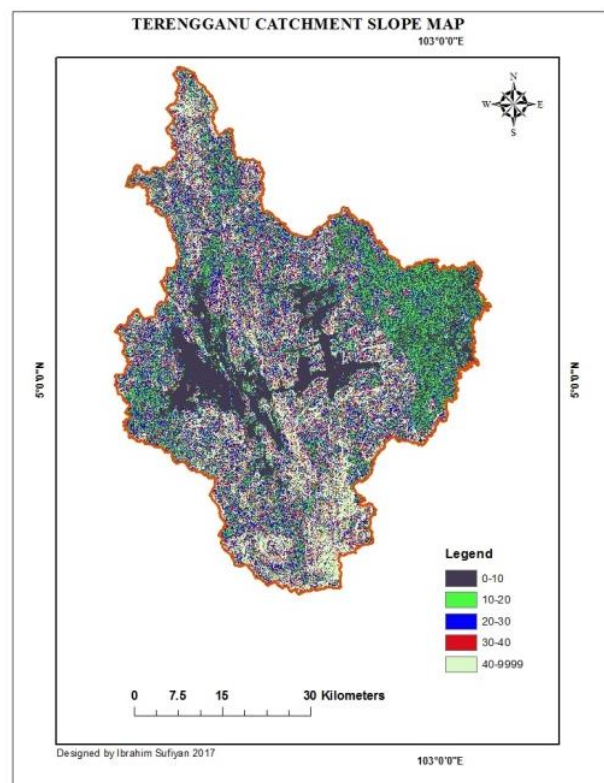 TERENGGANU CATCHMENT SLOPE MAP
103°0'0"E
N
W E
S
5°0'0"N
5°0'0"N
Legend
0-10
10-20
20-30
30-40
40-9999
0 7.5 15 30 Kilometers
Designed by Ibrahim Sufiyan 2017
103°0'0"E